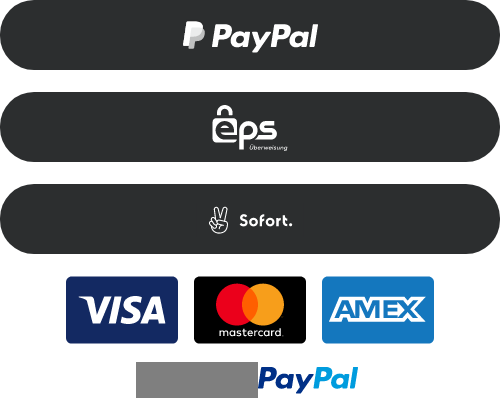 PayPal
eps
Überweisung
Sofort.
VISA
mastercard.
AMEX
PayPal